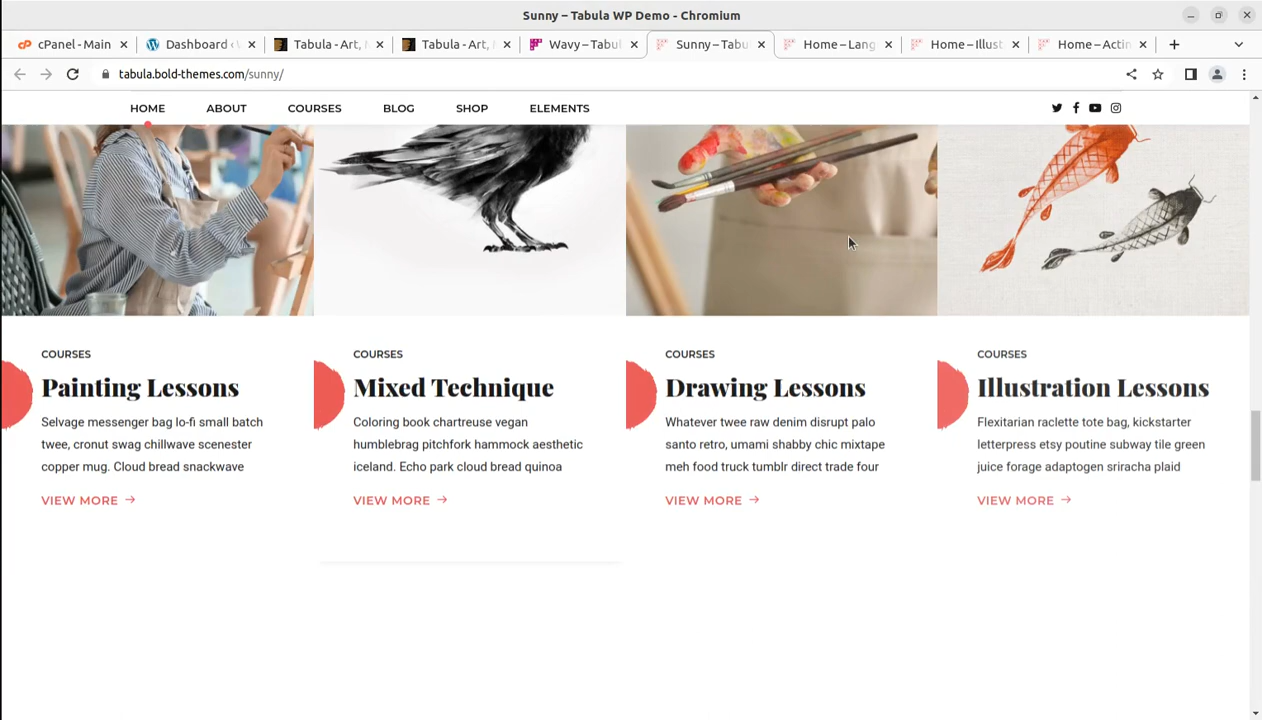 Sunny – Tabula WP Demo - Chromium
cPanel - Main
Dashboard
Tabula - Art,
Tabula - Art,
Wavy – Tabul
Sunny – Tabu
Home – Lang
Home – Illust
Home – Actin
tabula.bold-themes.com/sunny/
HOME ABOUT COURSES BLOG SHOP ELEMENTS
COURSES
Painting Lessons
Selvage messenger bag lo-fi small batch
twee, cronut swag chillwave scenester
copper mug. Cloud bread snackwave
VIEW MORE →
COURSES
Mixed Technique
Coloring book chartreuse vegan
humblebrag pitchfork hammock aesthetic
iceland. Echo park cloud bread quinoa
VIEW MORE →
COURSES
Drawing Lessons
Whatever twee raw denim disrupt palo
santo retro, umami shabby chic mixtape
meh food truck tumblr direct trade four
VIEW MORE →
COURSES
Illustration Lessons
Flexitarian raclette tote bag, kickstarter
letterpress etsy poutine subway tile green
juice forage adaptogen sriracha plaid
VIEW MORE →